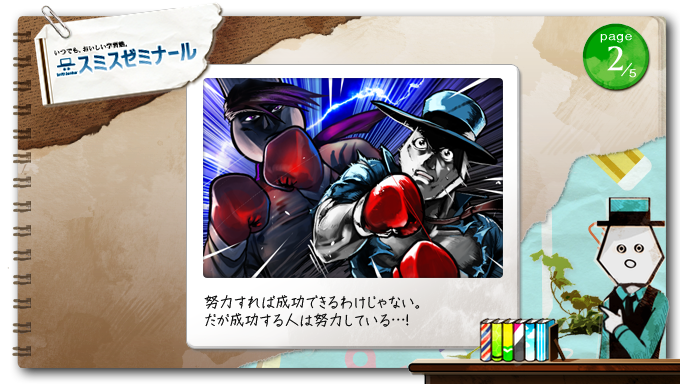 いつでも、おいしい学習塾。
スミスゼミナール
page
2/5
努力すれば成功できるわけじゃない。
だが成功する人は努力している…!